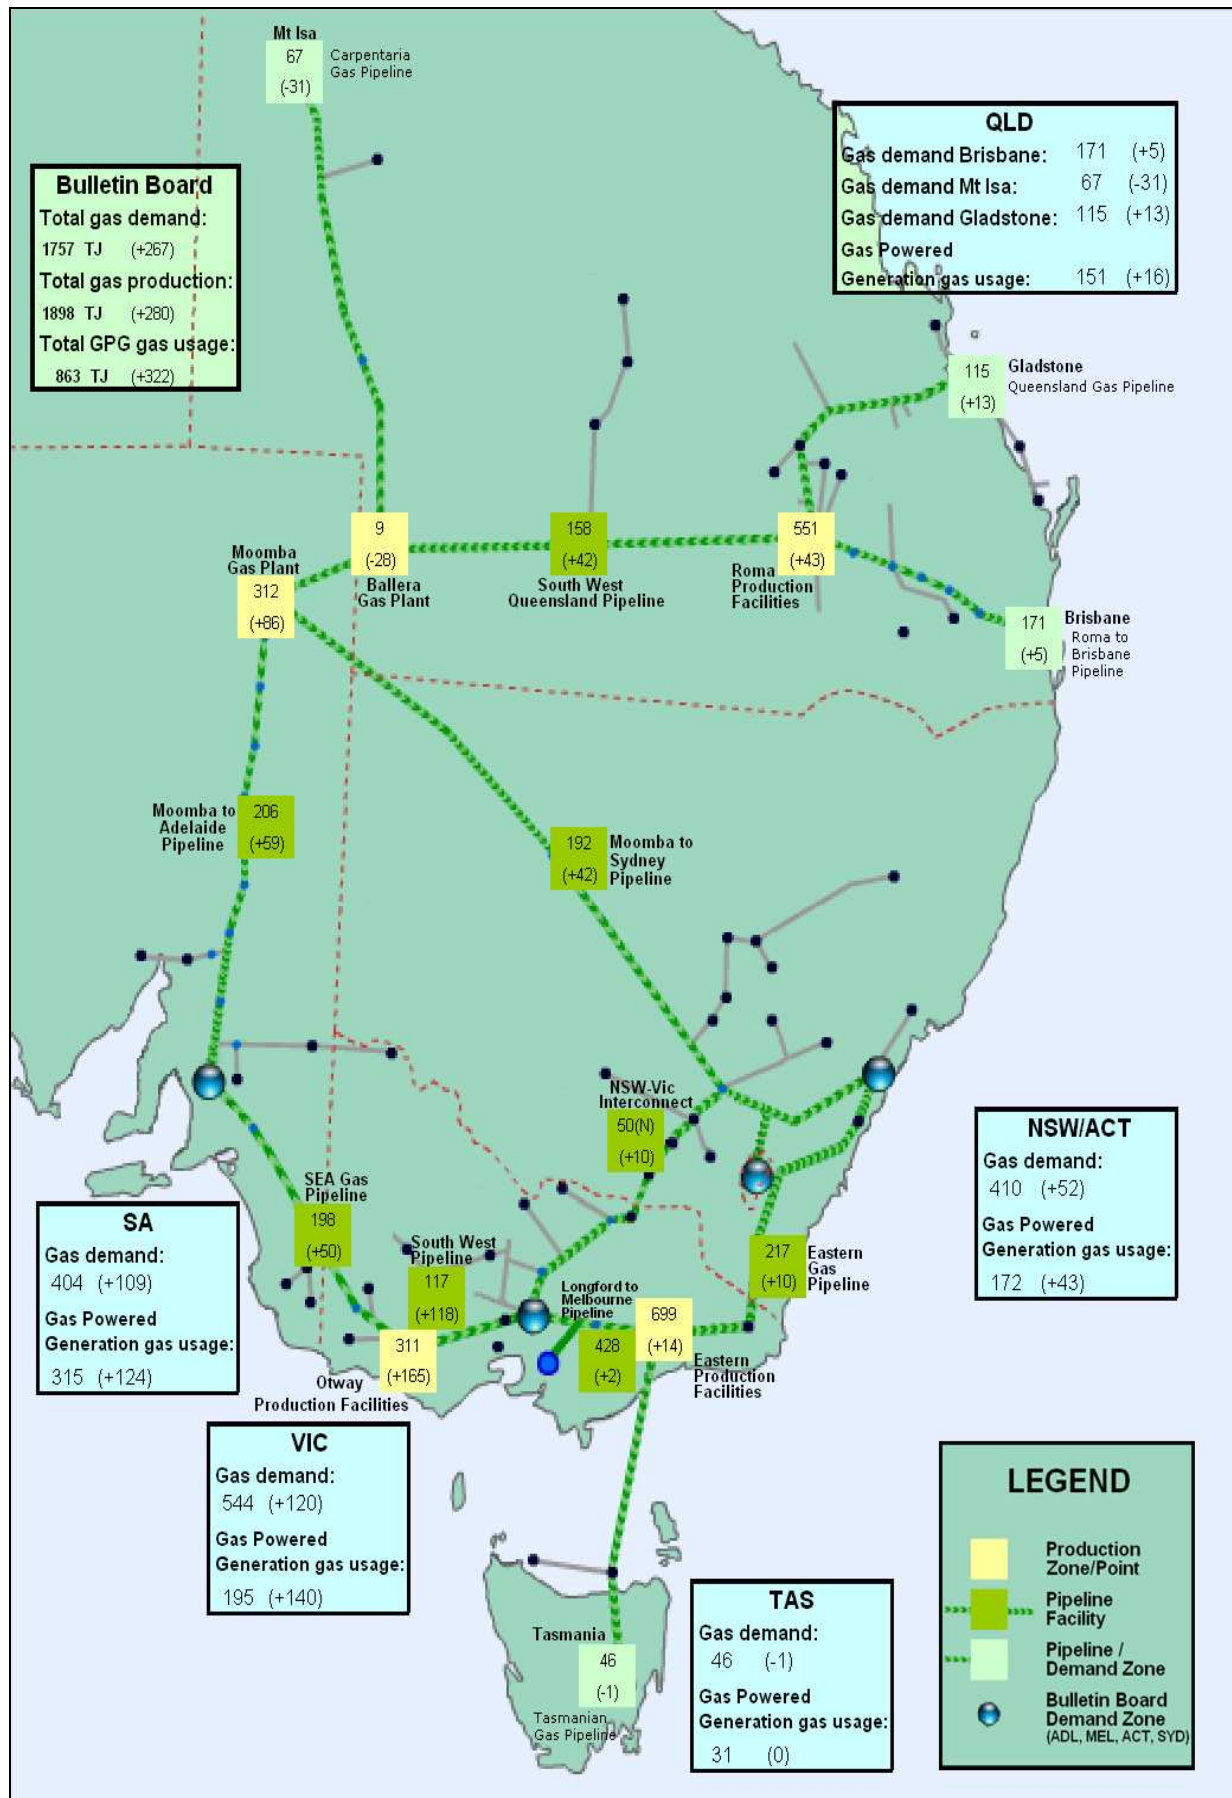 Mt Isa
67
(-31)
Carpentaria
Gas Pipeline
QLD
Gas demand Brisbane: 171 (+5)
Gas demand Mt Isa: 67 (-31)
Gas demand Gladstone: 115 (+13)
Gas Powered
Generation gas usage: 151 (+16)
Bulletin Board
Total gas demand:
1757 TJ (+267)
Total gas production:
1898 TJ (+280)
Total GPG gas usage:
863 TJ (+322)
115
(+13)
Gladstone
Queensland Gas Pipeline
Moomba
Gas Plant
312
(+86)
9
(-28)
Ballera
Gas Plant
158
(+42)
South West
Queensland Pipeline
551
(+43)
Roma
Production
Facilities
171
(+5)
Brisbane
Roma to
Brisbane
Pipeline
Moomba to
Adelaide
Pipeline
206
(+59)
192
(+42)
Moomba to
Sydney
Pipeline
NSW-Vic
Interconnect
50(N)
(+10)
NSW/ACT
Gas demand:
410 (+52)
Gas Powered
Generation gas usage:
172 (+43)
SEA Gas
Pipeline
198
(+50)
SA
Gas demand:
404 (+109)
Gas Powered
Generation gas usage:
315 (+124)
South West
Pipeline
117
(+118)
217
(+10)
Eastern
Gas
Pipeline
Longford to
Melbourne
Pipeline
428
(+2)
699
(+14)
Eastern
Production
Facilities
311
(+165)
Otway
Production Facilities
VIC
Gas demand:
544 (+120)
Gas Powered
Generation gas usage:
195 (+140)
Tasmania
46
(-1)
Tasmanian
Gas Pipeline
TAS
Gas demand:
46 (-1)
Gas Powered
Generation gas usage:
31 (0)
LEGEND
Production
Zone/Point
Pipeline
Facility
Pipeline /
Demand Zone
Bulletin Board
Demand Zone
(ADL, MEL, ACT, SYD)